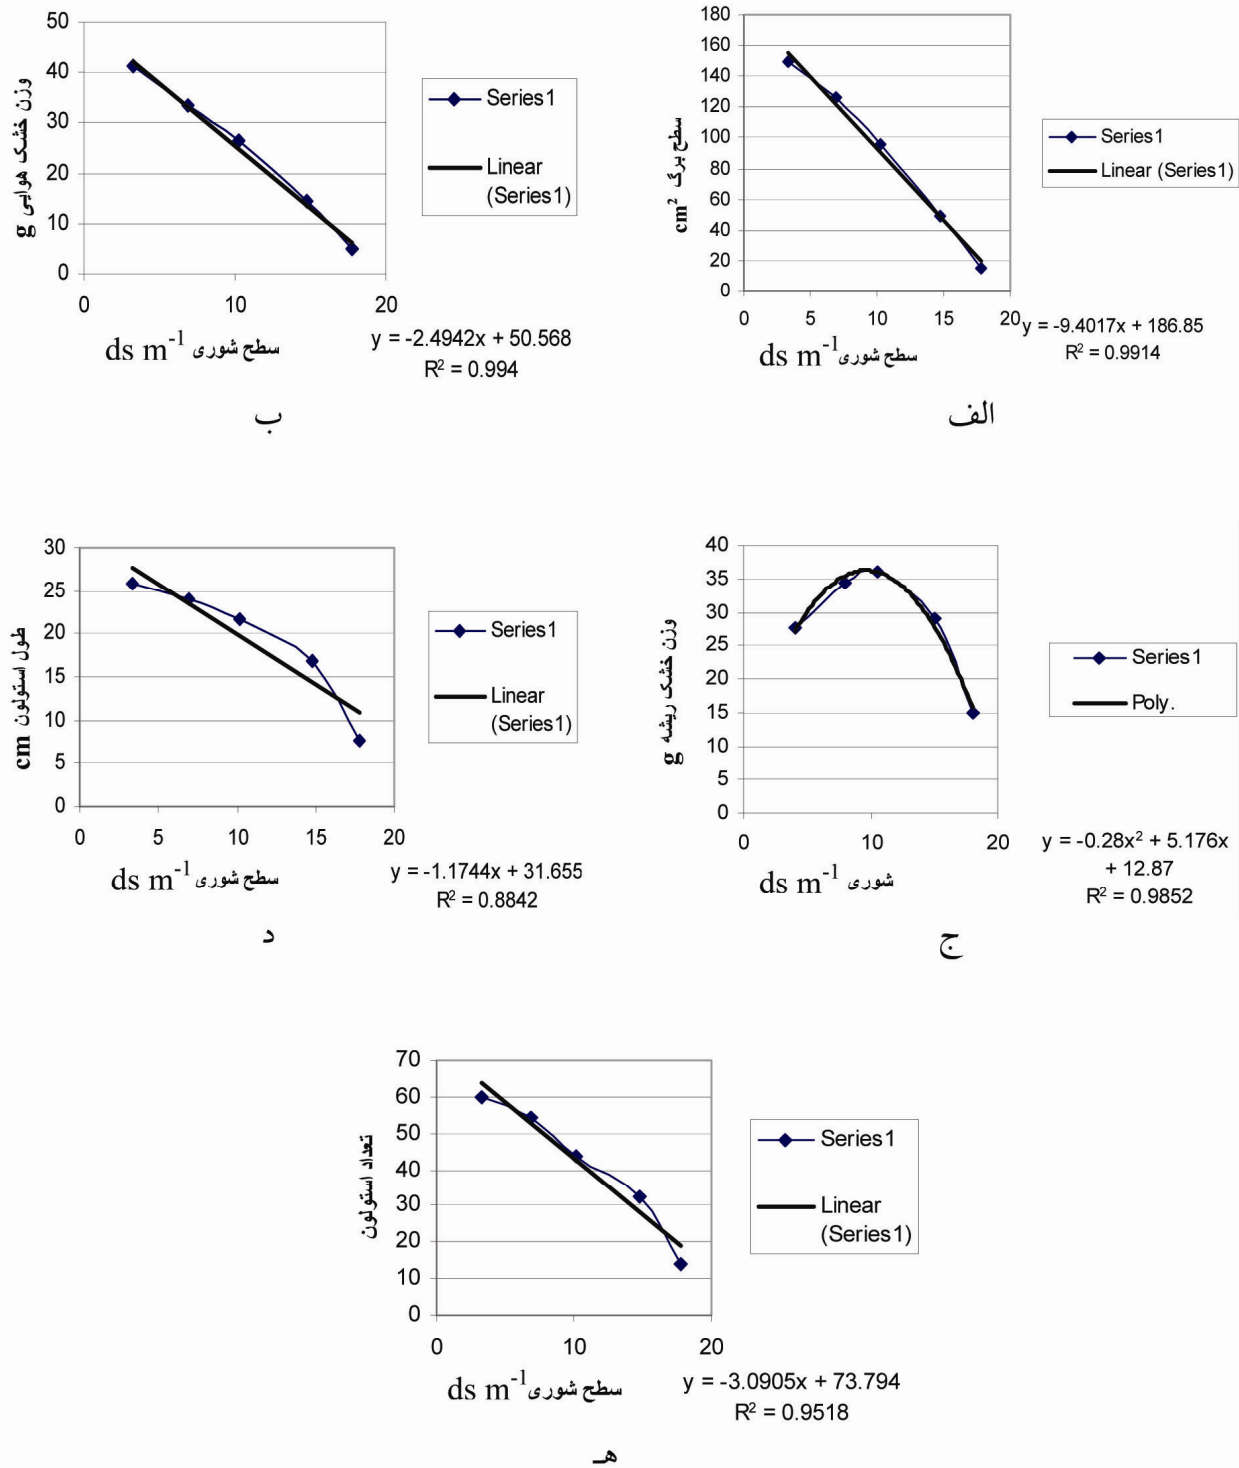 180
160
140
120
100
80
60
40
20
0
سطح برگ cm²
0 5 10 15 20
سطح شوری ds m⁻¹
Series1
Linear (Series1)
y = -9.4017x + 186.85
R² = 0.9914
الف
50
40
30
20
10
0
وزن خشک هوایی g
0 10 20
سطح شوری ds m⁻¹
Series1
Linear
(Series1)
y = -2.4942x + 50.568
R² = 0.994
ب
40
35
30
25
20
15
10
5
0
وزن خشک ریشه g
0 10 20
شوری ds m⁻¹
Series1
Poly.
y = -0.28x² + 5.176x
+ 12.87
R² = 0.9852
ج
30
25
20
15
10
5
0
طول استولون cm
0 5 10 15 20
سطح شوری ds m⁻¹
Series1
Linear
(Series1)
y = -1.1744x + 31.655
R² = 0.8842
د
70
60
50
40
30
20
10
0
تعداد استولون
0 10 20
سطح شوری ds m⁻¹
Series1
Linear
(Series1)
y = -3.0905x + 73.794
R² = 0.9518
هـ